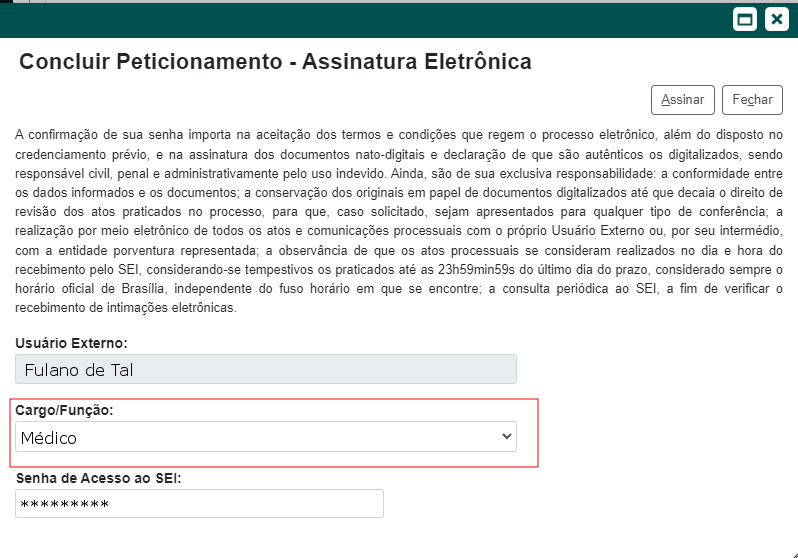 Concluir Peticionamento - Assinatura Eletrônica
Assinar
Fechar
A confirmação de sua senha importa na aceitação dos termos e condições que regem o processo eletrônico, além do disposto no
credenciamento prévio, e na assinatura dos documentos nato-digitais e declaração de que são autênticos os digitalizados, sendo
responsável civil, penal e administrativamente pelo uso indevido. Ainda, são de sua exclusiva responsabilidade: a conformidade entre
os dados informados e os documentos; a conservação dos originais em papel de documentos digitalizados até que decaia o direito de
revisão dos atos praticados no processo, para que, caso solicitado, sejam apresentados para qualquer tipo de conferência; a
realização por meio eletrônico de todos os atos e comunicações processuais com o próprio Usuário Externo ou, por seu intermédio,
com a entidade porventura representada; a observância de que os atos processuais se consideram realizados no dia e hora do
recebimento pelo SEI, considerando-se tempestivos os praticados até as 23h59min59s do último dia do prazo, considerado sempre o
horário oficial de Brasília, independente do fuso horário em que se encontre; a consulta periódica ao SEI, a fim de verificar o
recebimento de intimações eletrônicas.
Usuário Externo:
Fulano de Tal
Cargo/Função:
Médico
Senha de Acesso ao SEI:
*********